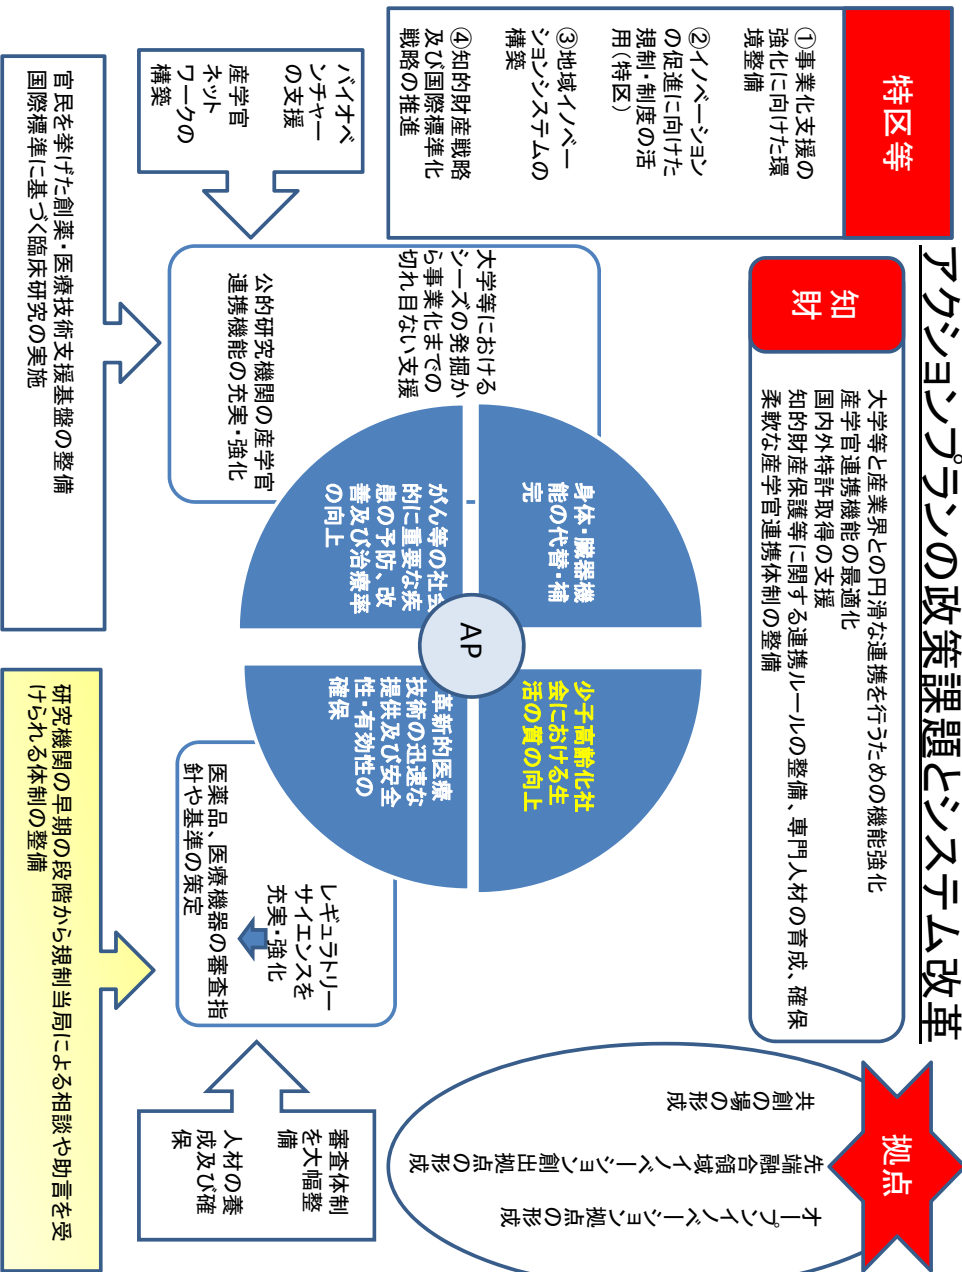 アクションプランの政策課題とシステム改革
特区等
①事業化支援の
強化に向けた環
境整備
②イノベーション
の促進に向けた
規制・制度の活
用(特区)
③地域イノベー
ションシステムの
構築
④知的財産戦略
及び国際標準化
戦略の推進
知
財
大学等と産業界との円滑な連携を行うための機能強化
産学官連携機能の最適化
国内外特許取得の支援
知的財産保護等に関する連携ルールの整備、専門人材の育成、確保
柔軟な産学官連携体制の整備
拠点
共創の場の形成
先端融合領域イノベーション創出拠点の形成
オープンイノベーション拠点の形成
バイオベ
ンチャー
の支援
産学官
ネット
ワークの
構築
大学等における
シーズの発掘か
ら事業化までの
切れ目ない支援
公的研究機関の産学官
連携機能の充実・強化
身体・臓器機
能の代替・補
完
少子高齢化社
会における生
活の質の向上
がん等の社会
的に重要な疾
患の予防、改
善及び治療率
の向上
革新的医療
技術の迅速な
提供及び安全
性・有効性の
確保
AP
レギュラトリー
サイエンスを
充実・強化
医薬品、医療機器の審査指
針や基準の策定
審査体制
を大幅整
備
人材の養
成及び確
保
官民を挙げた創薬・医療技術支援基盤の整備
国際標準に基づく臨床研究の実施
研究機関の早期の段階から規制当局による相談や助言を受
けられる体制の整備